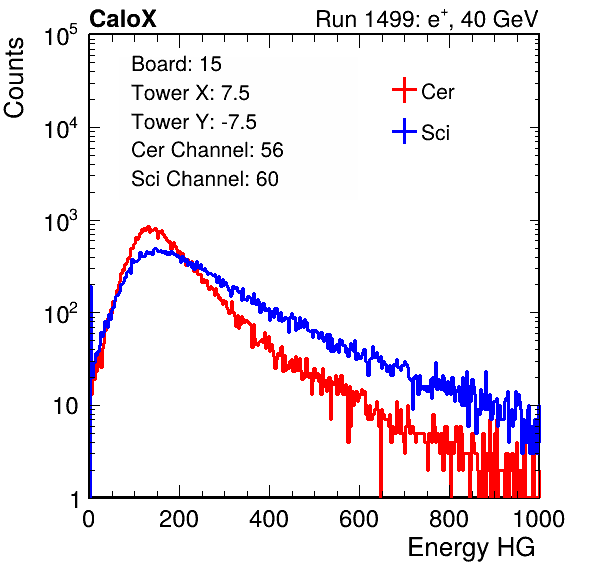 CaloX Run 1499: e⁺, 40 GeV
Counts
10⁵
10⁴
10³
10²
10
1
Board: 15
Tower X: 7.5
Tower Y: -7.5
Cer Channel: 56
Sci Channel: 60
Cer
Sci
0 200 400 600 800 1000
Energy HG